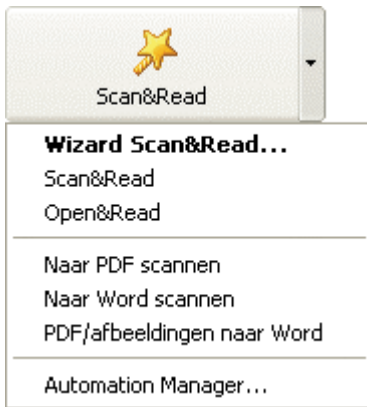 Scan&Read
Wizard Scan&Read...
Scan&Read
Open&Read
Naar PDF scannen
Naar Word scannen
PDF/afbeeldingen naar Word
Automation Manager...